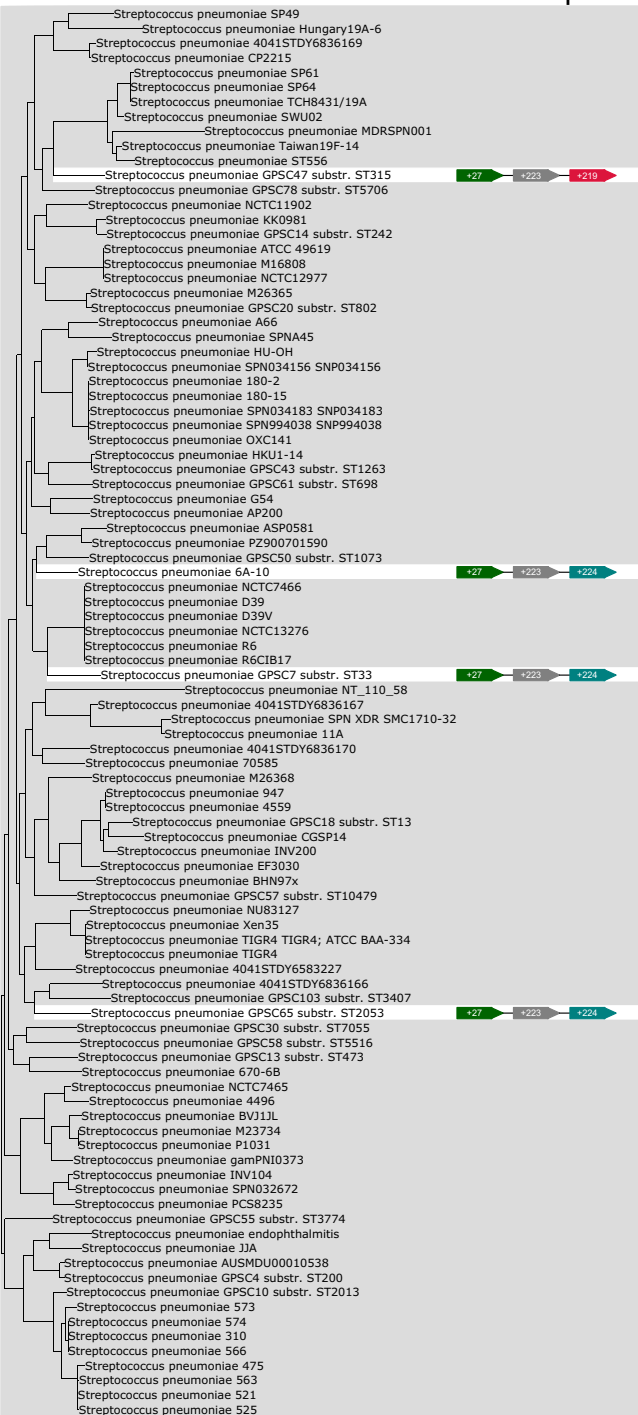 Streptococcus pneumoniae SP49
Streptococcus pneumoniae Hungary19A-6
Streptococcus pneumoniae 4041STDY6836169
Streptococcus pneumoniae CP2215
Streptococcus pneumoniae SP61
Streptococcus pneumoniae SP64
Streptococcus pneumoniae TCH8431/19A
Streptococcus pneumoniae SWU02
Streptococcus pneumoniae MDRSPN001
Streptococcus pneumoniae Taiwan19F-14
Streptococcus pneumoniae ST556
Streptococcus pneumoniae GPSC47 substr. ST315 +27 +223 +219
Streptococcus pneumoniae GPSC78 substr. ST5706
Streptococcus pneumoniae NCTC11902
Streptococcus pneumoniae KK0981
Streptococcus pneumoniae GPSC14 substr. ST242
Streptococcus pneumoniae ATCC 49619
Streptococcus pneumoniae M16808
Streptococcus pneumoniae NCTC12977
Streptococcus pneumoniae M26365
Streptococcus pneumoniae GPSC20 substr. ST802
Streptococcus pneumoniae A66
Streptococcus pneumoniae SPNA45
Streptococcus pneumoniae HU-OH
Streptococcus pneumoniae SPN034156 SNP034156
Streptococcus pneumoniae 180-2
Streptococcus pneumoniae 180-15
Streptococcus pneumoniae SPN034183 SNP034183
Streptococcus pneumoniae SPN994038 SNP994038
Streptococcus pneumoniae OXC141
Streptococcus pneumoniae HKU1-14
Streptococcus pneumoniae GPSC43 substr. ST1263
Streptococcus pneumoniae GPSC61 substr. ST698
Streptococcus pneumoniae G54
Streptococcus pneumoniae AP200
Streptococcus pneumoniae ASP0581
Streptococcus pneumoniae PZ900701590
Streptococcus pneumoniae GPSC50 substr. ST1073
Streptococcus pneumoniae 6A-10 +27 +223 +224
Streptococcus pneumoniae NCTC7466
Streptococcus pneumoniae D39
Streptococcus pneumoniae D39V
Streptococcus pneumoniae NCTC13276
Streptococcus pneumoniae R6
Streptococcus pneumoniae R6CIB17
Streptococcus pneumoniae GPSC7 substr. ST33 +27 +223 +224
Streptococcus pneumoniae NT_110_58
Streptococcus pneumoniae 4041STDY6836167
Streptococcus pneumoniae SPN XDR SMC1710-32
Streptococcus pneumoniae 11A
Streptococcus pneumoniae 4041STDY6836170
Streptococcus pneumoniae 70585
Streptococcus pneumoniae M26368
Streptococcus pneumoniae 947
Streptococcus pneumoniae 4559
Streptococcus pneumoniae GPSC18 substr. ST13
Streptococcus pneumoniae CGSP14
Streptococcus pneumoniae INV200
Streptococcus pneumoniae EF3030
Streptococcus pneumoniae BHN97x
Streptococcus pneumoniae GPSC57 substr. ST10479
Streptococcus pneumoniae NU83127
Streptococcus pneumoniae Xen35
Streptococcus pneumoniae TIGR4 TIGR4; ATCC BAA-334
Streptococcus pneumoniae TIGR4
Streptococcus pneumoniae 4041STDY6583227
Streptococcus pneumoniae 4041STDY6836166
Streptococcus pneumoniae GPSC103 substr. ST3407
Streptococcus pneumoniae GPSC65 substr. ST2053 +27 +223 +224
Streptococcus pneumoniae GPSC30 substr. ST7055
Streptococcus pneumoniae GPSC58 substr. ST5516
Streptococcus pneumoniae GPSC13 substr. ST473
Streptococcus pneumoniae 670-6B
Streptococcus pneumoniae NCTC7465
Streptococcus pneumoniae 4496
Streptococcus pneumoniae BVJ1JL
Streptococcus pneumoniae M23734
Streptococcus pneumoniae P1031
Streptococcus pneumoniae gamPNI0373
Streptococcus pneumoniae INV104
Streptococcus pneumoniae SPN032672
Streptococcus pneumoniae PCS8235
Streptococcus pneumoniae GPSC55 substr. ST3774
Streptococcus pneumoniae endophthalmitis
Streptococcus pneumoniae JJA
Streptococcus pneumoniae AUSMDU00010538
Streptococcus pneumoniae GPSC4 substr. ST200
Streptococcus pneumoniae GPSC10 substr. ST2013
Streptococcus pneumoniae 573
Streptococcus pneumoniae 574
Streptococcus pneumoniae 310
Streptococcus pneumoniae 566
Streptococcus pneumoniae 475
Streptococcus pneumoniae 563
Streptococcus pneumoniae 521
Streptococcus pneumoniae 525